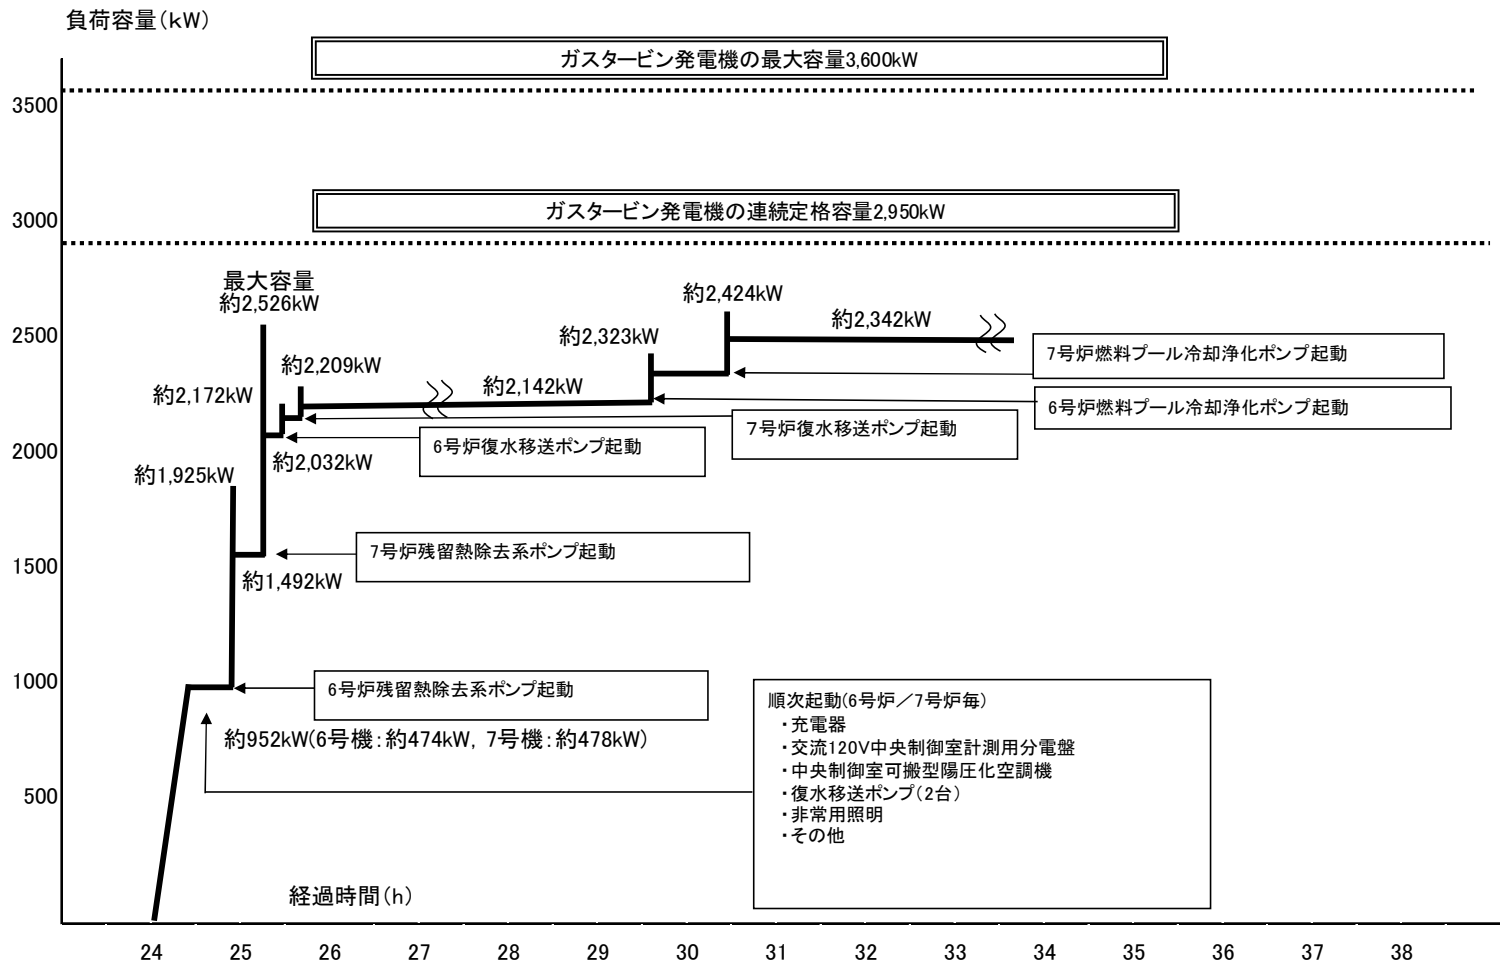 負荷容量(kW)
ガスタービン発電機の最大容量3,600kW
3500
ガスタービン発電機の連続定格容量2,950kW
3000
最大容量
約2,526kW
約2,424kW
約2,323kW
約2,342kW
2500
7号炉燃料プール冷却浄化ポンプ起動
約2,209kW
約2,172kW
約2,142kW
6号炉燃料プール冷却浄化ポンプ起動
7号炉復水移送ポンプ起動
6号炉復水移送ポンプ起動
2000
約2,032kW
約1,925kW
7号炉残留熱除去系ポンプ起動
1500
約1,492kW
1000
6号炉残留熱除去系ポンプ起動
約952kW(6号機:約474kW, 7号機:約478kW)
順次起動(6号炉/7号炉毎)
・充電器
・交流120V中央制御室計測用分電盤
・中央制御室可搬型陽圧化空調機
・復水移送ポンプ(2台)
・非常用照明
・その他
500
経過時間(h)
24 25 26 27 28 29 30 31 32 33 34 35 36 37 38